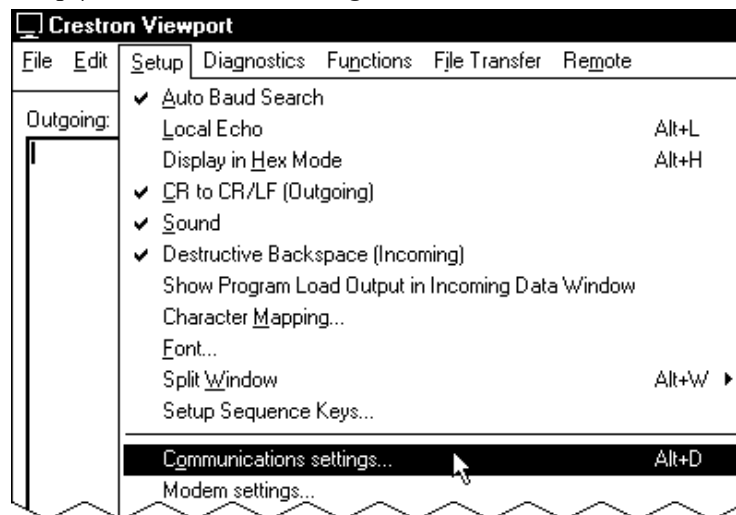 Crestron Viewport
File Edit Setup Diagnostics Functions File Transfer Remote
Outgoing:
Auto Baud Search
Local Echo Alt+L
Display in Hex Mode Alt+H
CR to CR/LF (Outgoing)
Sound
Destructive Backspace (Incoming)
Show Program Load Output in Incoming Data Window
Character Mapping...
Font...
Split Window Alt+W
Setup Sequence Keys...
Communications settings... Alt+D
Modem settings...